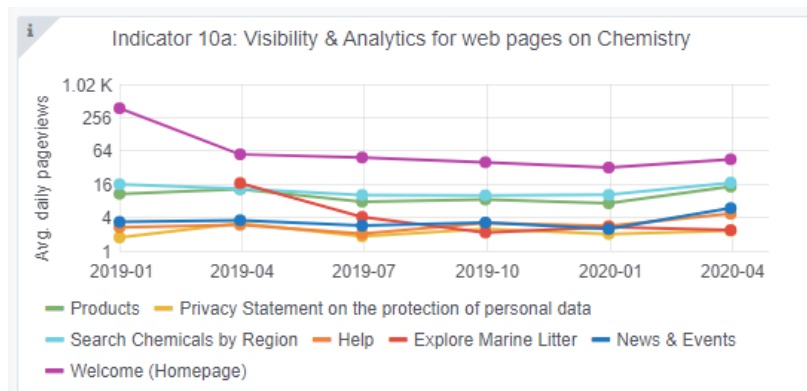 i
Indicator 10a: Visibility & Analytics for web pages on Chemistry
Avg. daily pageviews
1.02 K
256
64
16
4
1
2019-01 2019-04 2019-07 2019-10 2020-01 2020-04
Products Privacy Statement on the protection of personal data
Search Chemicals by Region Help Explore Marine Litter News & Events
Welcome (Homepage)